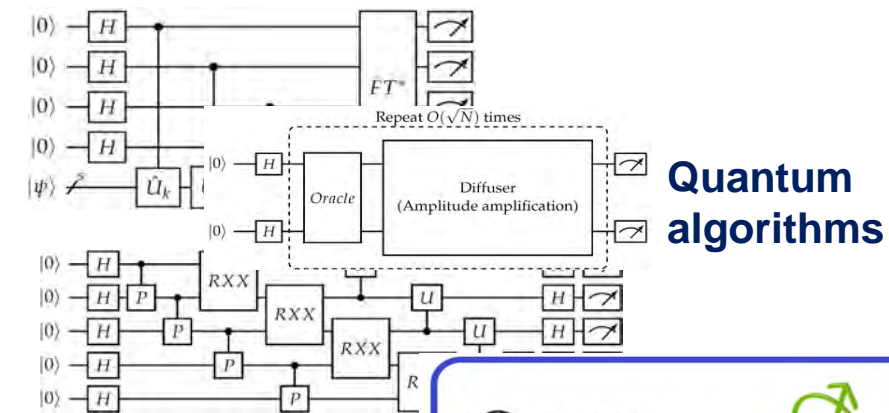 |0⟩ H
|0⟩ H
|0⟩ H FT*
|0⟩ H
|ψ⟩ s Û_k
Repeat O(√N) times
|0⟩ H
Oracle Diffuser
(Amplitude amplification)
|0⟩ H
Quantum
algorithms
|0⟩ H RXX
|0⟩ H P RXX U H
|0⟩ H P RXX U H
|0⟩ H P R
|0⟩ H P